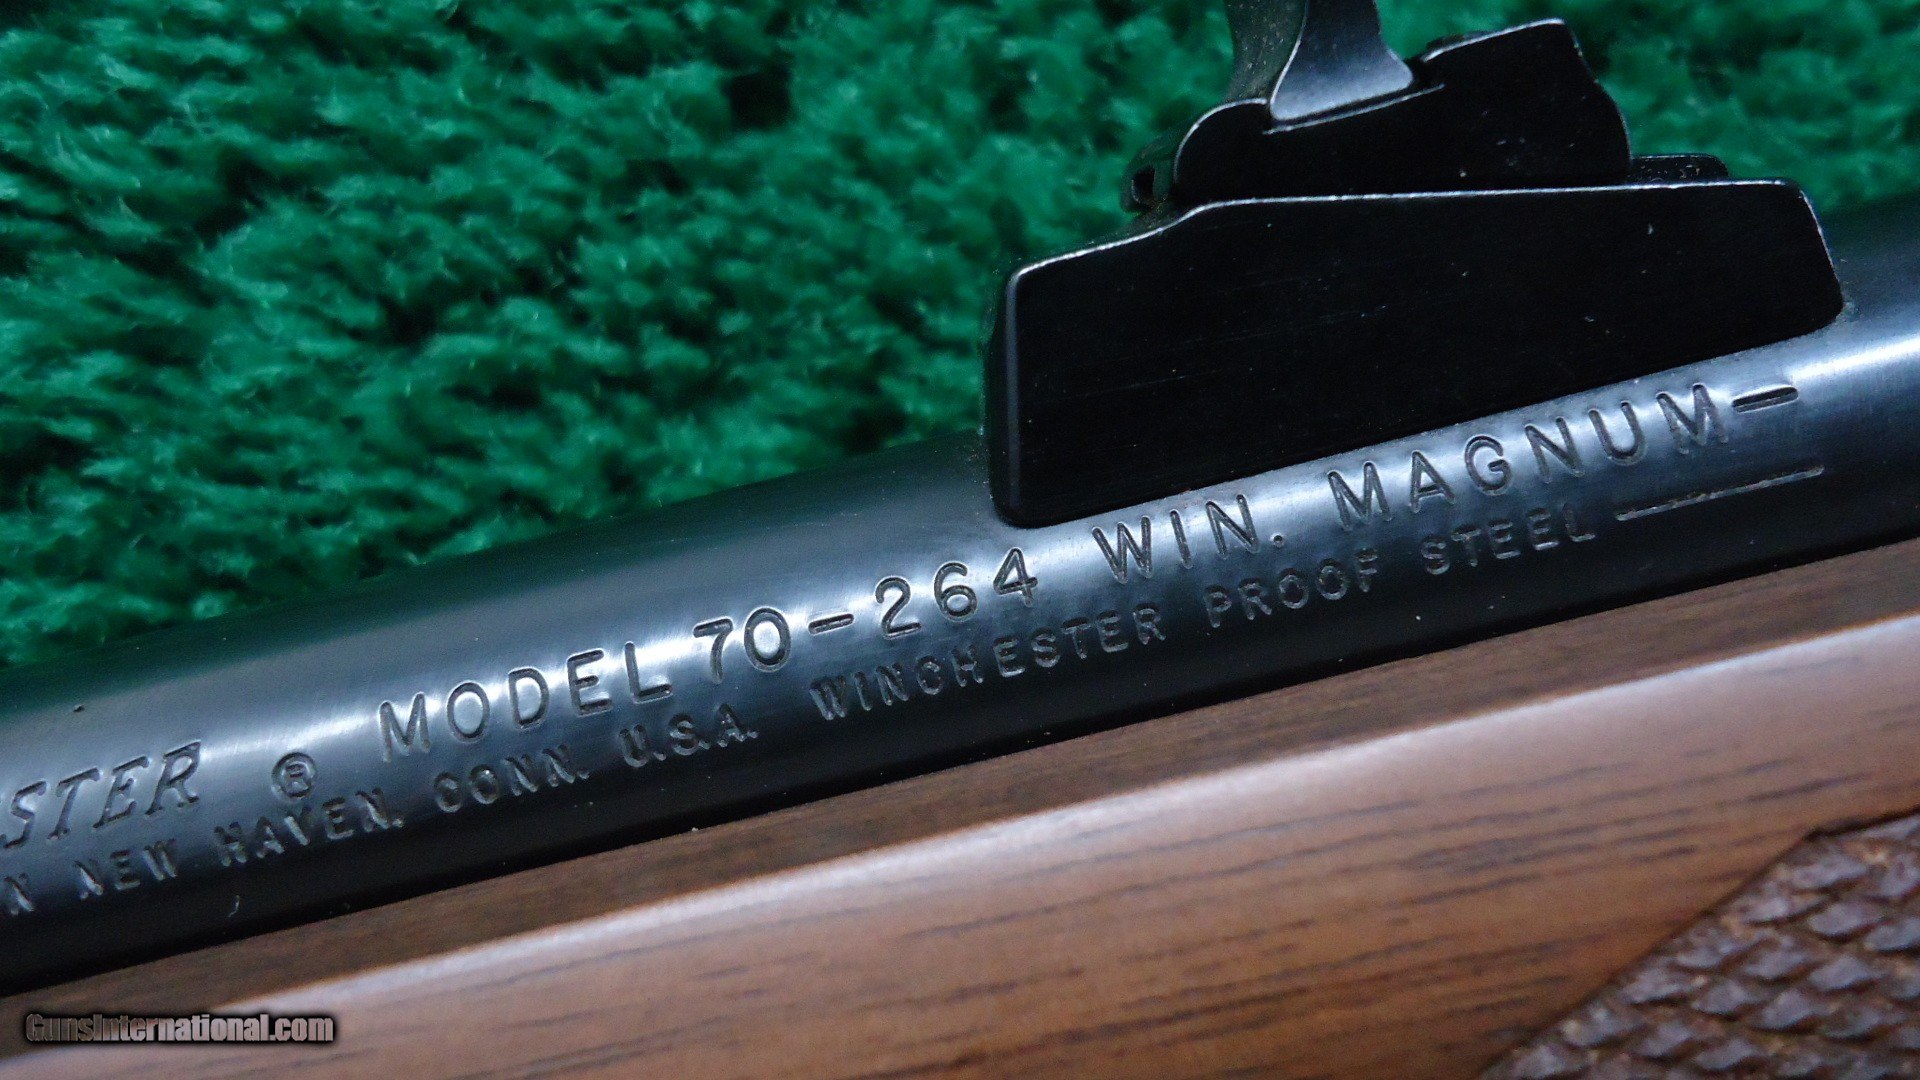 STER ® MODEL 70-264 WIN. MAGNUM-
N NEW HAVEN, CONN. U.S.A. WINCHESTER PROOF STEEL
GunsInternational.com